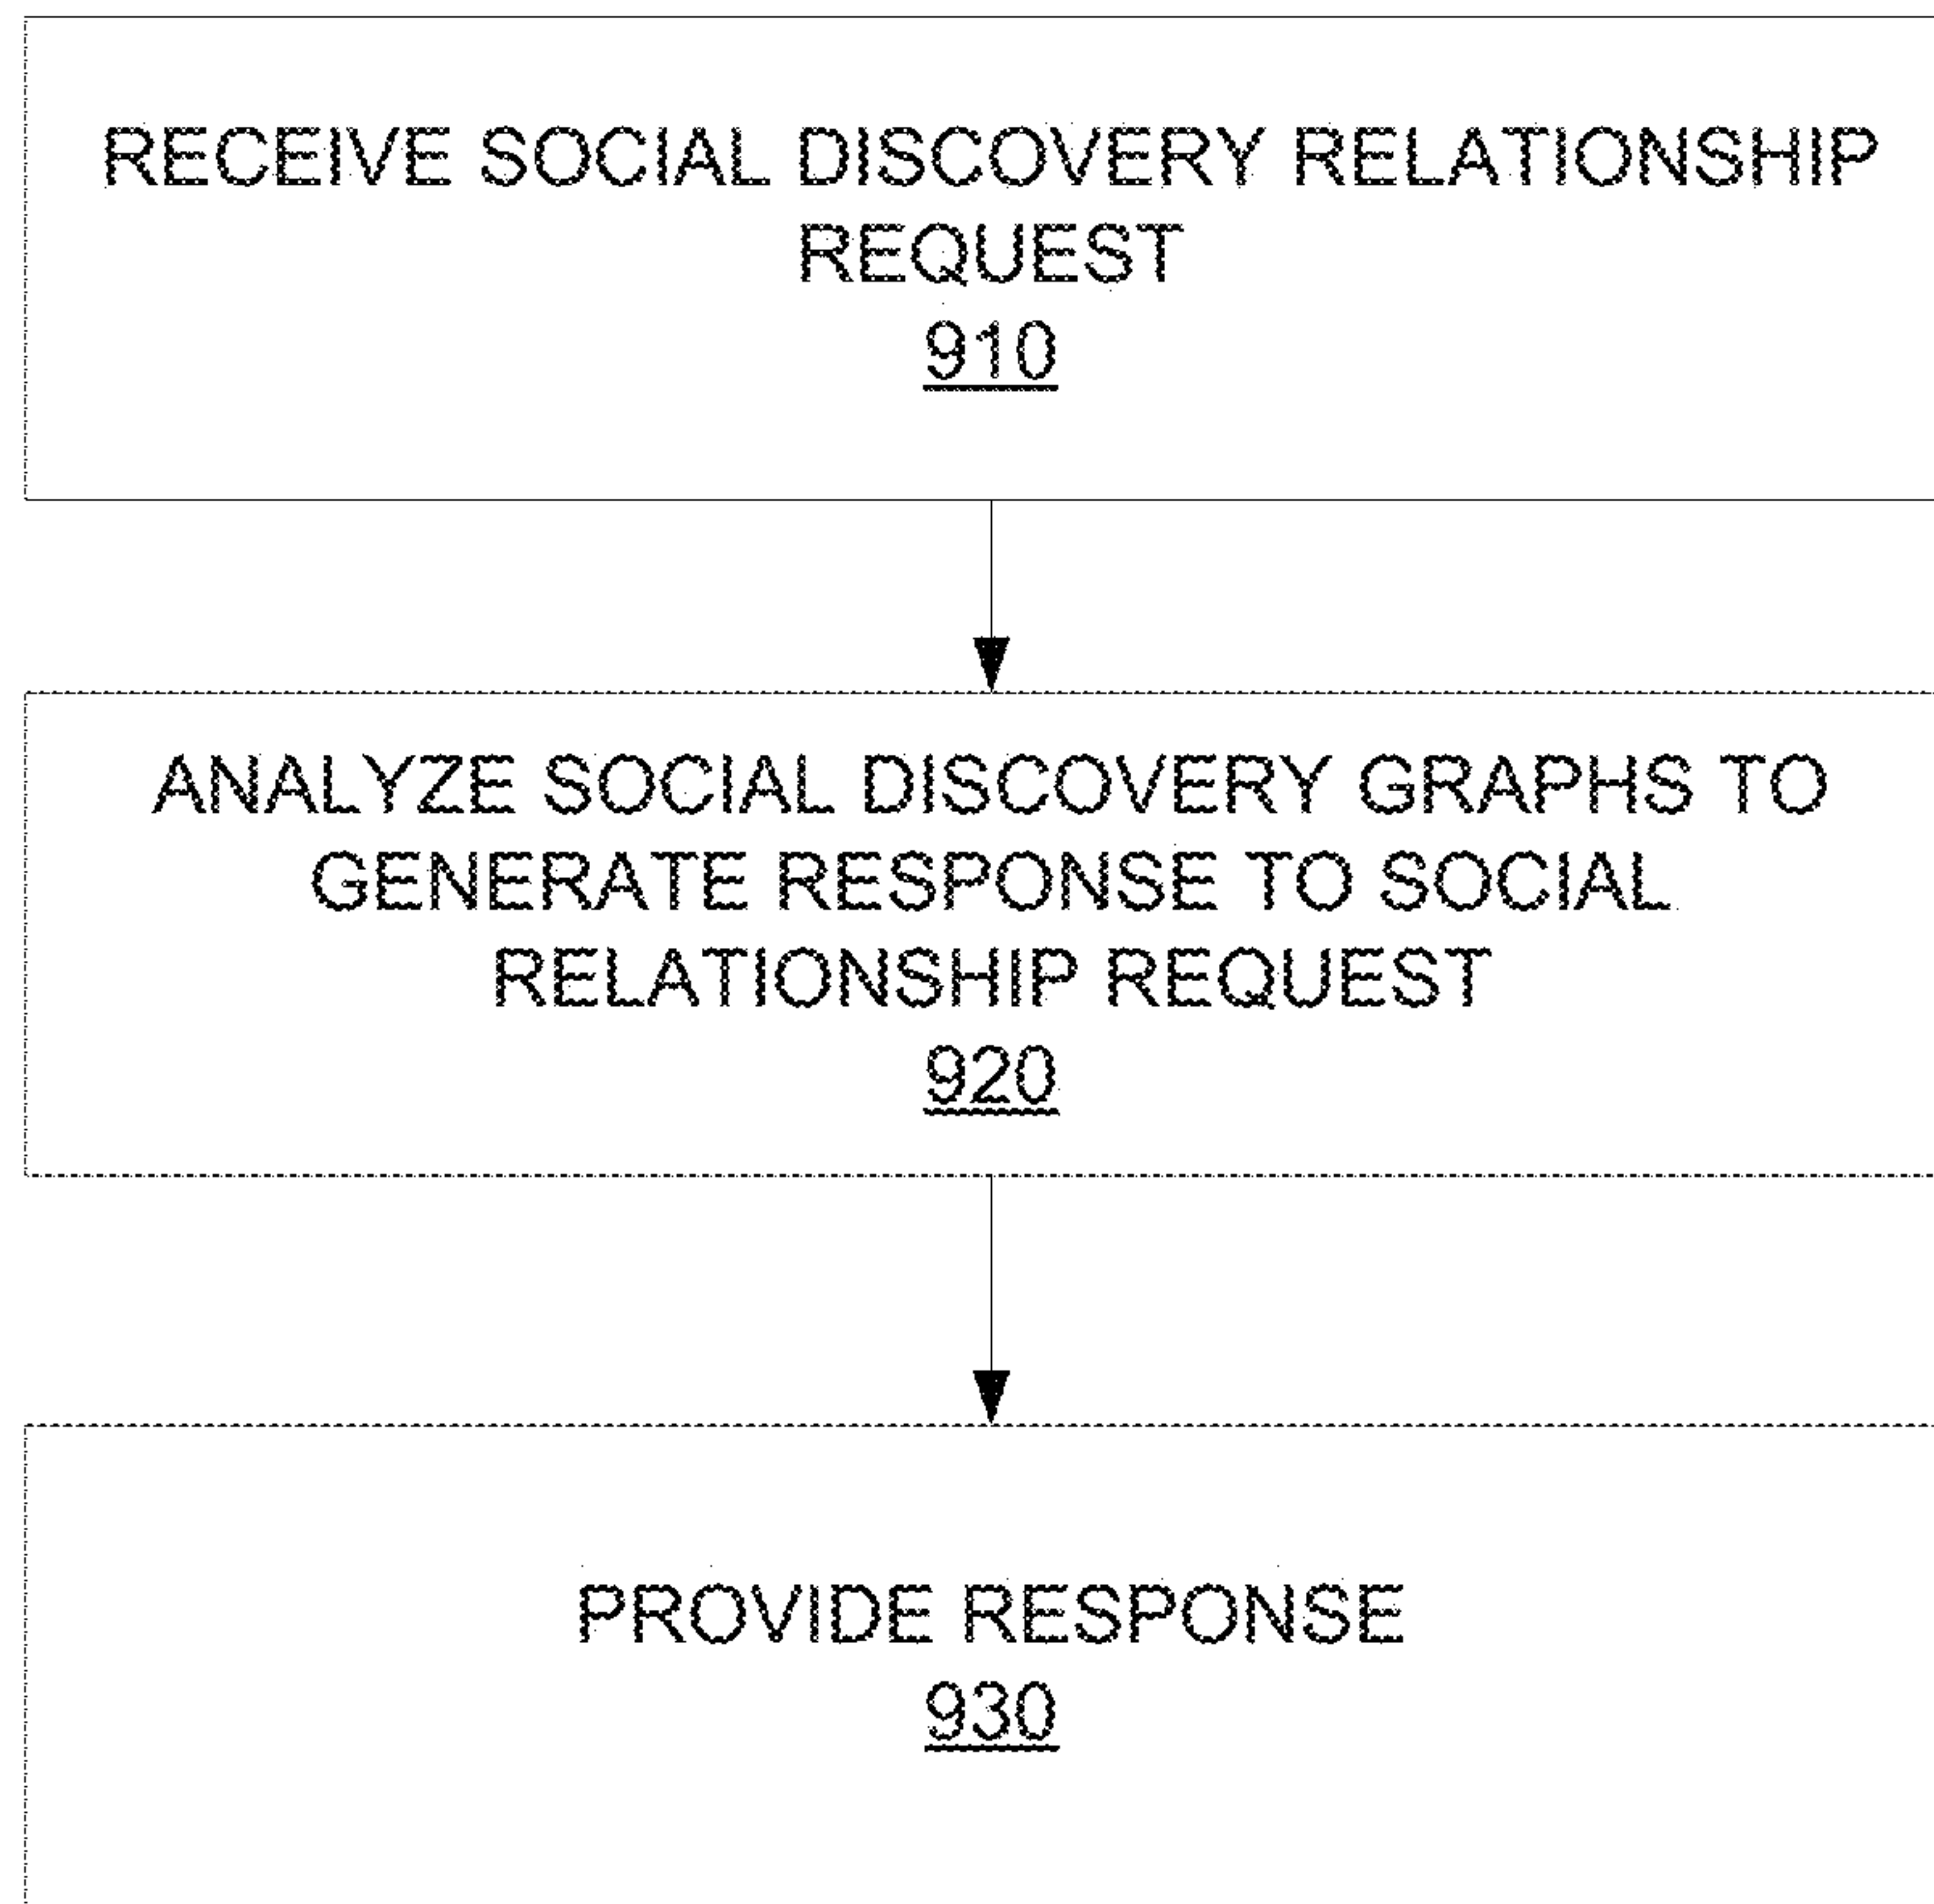 RECEIVE SOCIAL DISCOVERY RELATIONSHIP
REQUEST
910
ANALYZE SOCIAL DISCOVERY GRAPHS TO
GENERATE RESPONSE TO SOCIAL
RELATIONSHIP REQUEST
920
PROVIDE RESPONSE
930